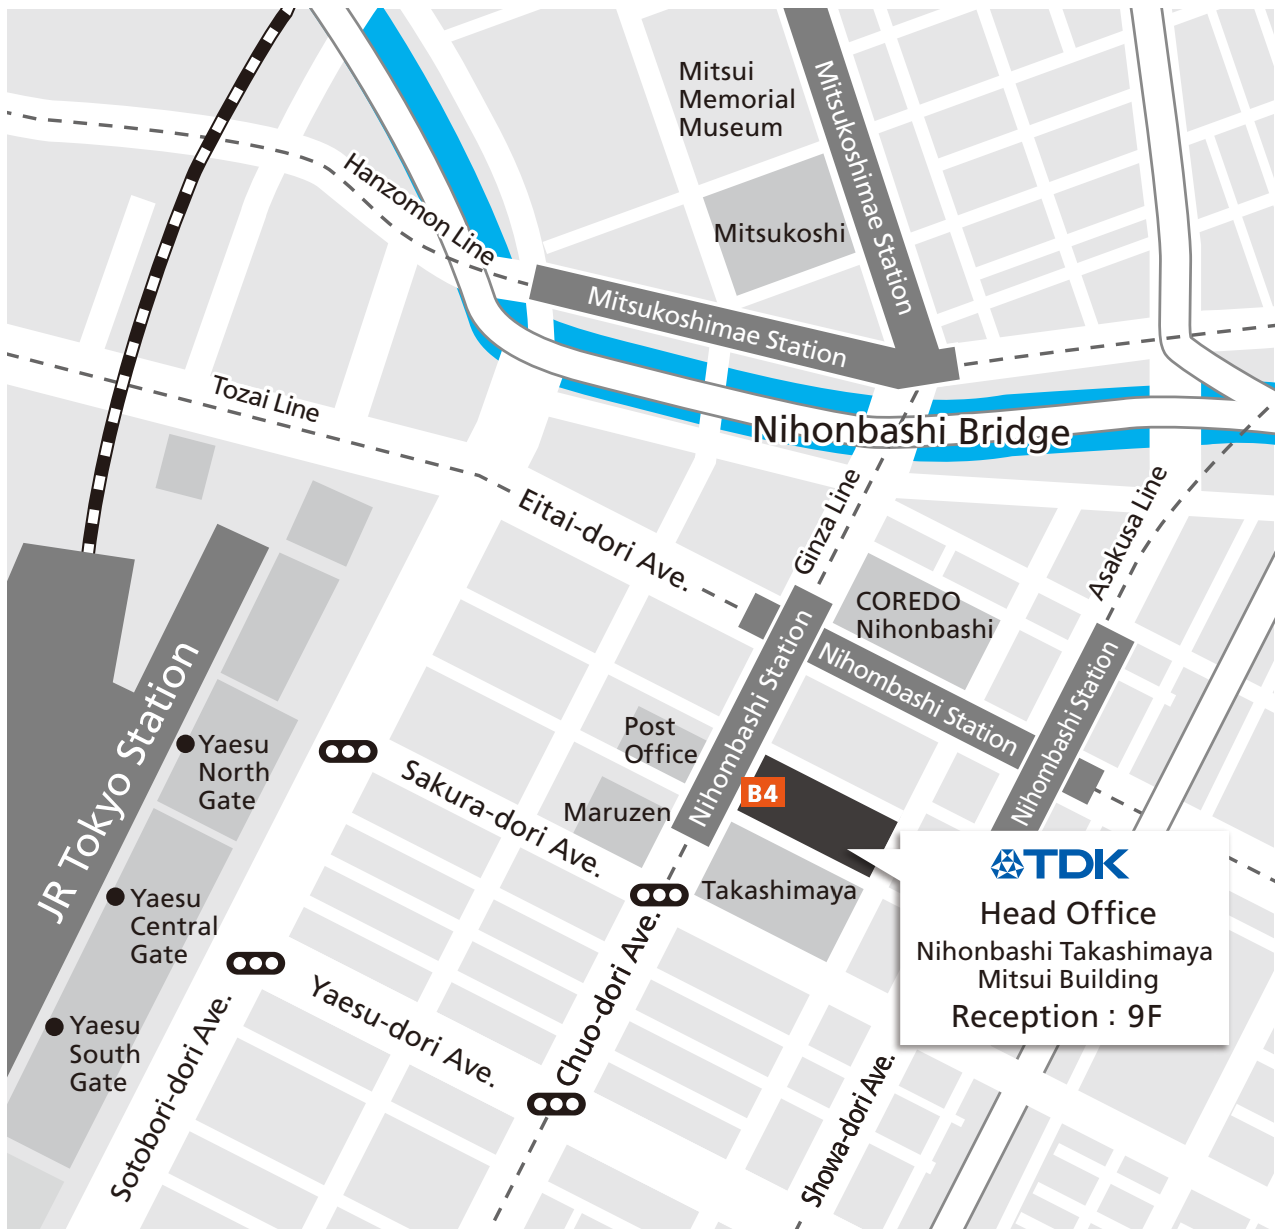 Mitsui
Memorial
Museum
Mitsukoshimae Station
Hanzomon Line
Mitsukoshi
Mitsukoshimae Station
Tozai Line
Nihonbashi Bridge
Eitai-dori Ave.
Ginza Line
Asakusa Line
COREDO
Nihonbashi
Nihombashi Station
Nihombashi Station
Nihombashi Station
JR Tokyo Station
Post
Office
Yaesu
North
Gate
Sakura-dori Ave.
B4
Maruzen
Takashimaya
Yaesu
Central
Gate
TDK
Head Office
Nihonbashi Takashimaya
Mitsui Building
Reception : 9F
Yaesu
South
Gate
Sotobori-dori Ave.
Yaesu-dori Ave.
Chuo-dori Ave.
Showa-dori Ave.